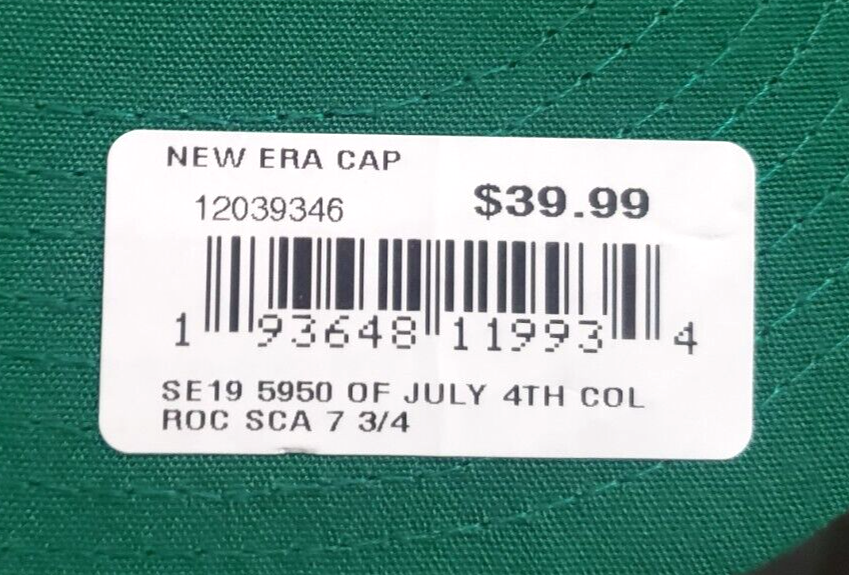 NEW ERA CAP
12039346 $39.99
1 93648 11993 4
SE19 5950 OF JULY 4TH COL
ROC SCA 7 3/4